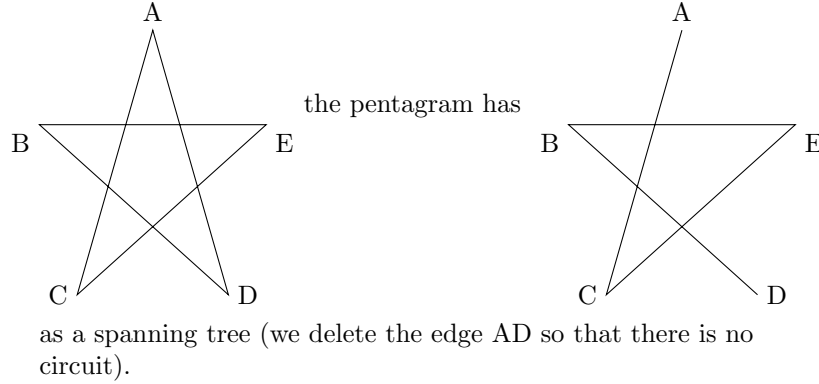 A
A
the pentagram has
B
E
B
E
C
D
C
D
as a spanning tree (we delete the edge AD so that there is no
circuit).